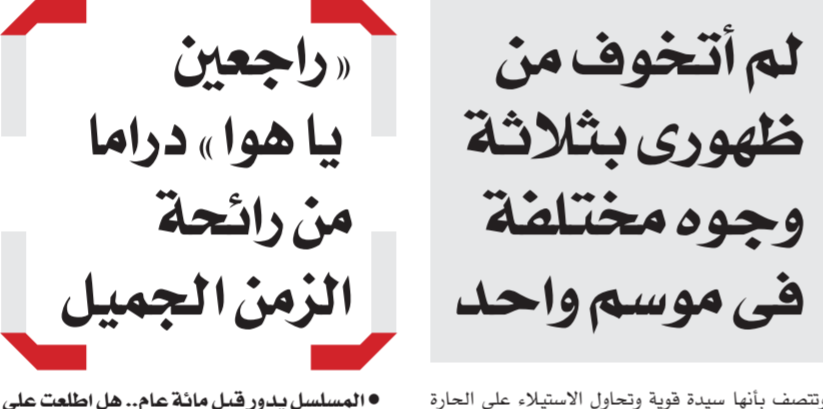 لم أتخوف من
ظهورى بثلاثة
وجوه مختلفة
فى موسم واحد
وتتصف بأنها سيدة قوية وتحاول الاستيلاء على الحارة
« راجعين
يا هوا » دراما
من رائحة
الزمن الجميل
● المسلسل يدور قبل مائة عام.. هل اطلعت على